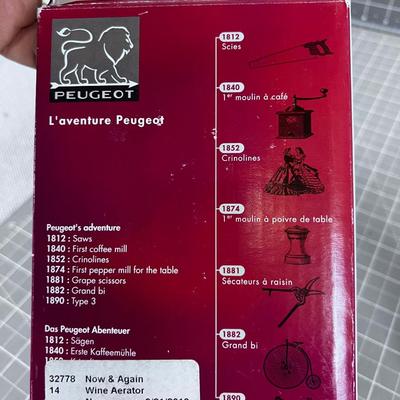 PEUGEOT
L'aventure Peugeot
1812
Scies
1840
1er moulin à café
1852
Crinolines
1874
1er moulin à poivre de table
1881
Sécateurs à raisin
1882
Grand bi
1890
Peugeot's adventure
1812 : Saws
1840 : First coffee mill
1852 : Crinolines
1874 : First pepper mill for the table
1881 : Grape scissors
1882 : Grand bi
1890 : Type 3
Das Peugeot Abenteuer
1812 : Sägen
1840 : Erste Kaffeemühle
32778 Now & Again
14 Wine Aerator